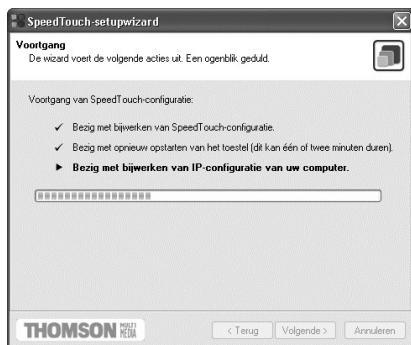 SpeedTouch-setupwizard
Voortgang
De wizard voert de volgende acties uit. Een ogenblik geduld.
Voortgang van SpeedTouch-configuratie:
Bezig met bijwerken van SpeedTouch-configuratie.
Bezig met opnieuw opstarten van het toestel (dit kan één of twee minuten duren).
Bezig met bijwerken van IP-configuratie van uw computer.
THOMSON MULTI MEDIA
< Terug Volgende > Annuleren